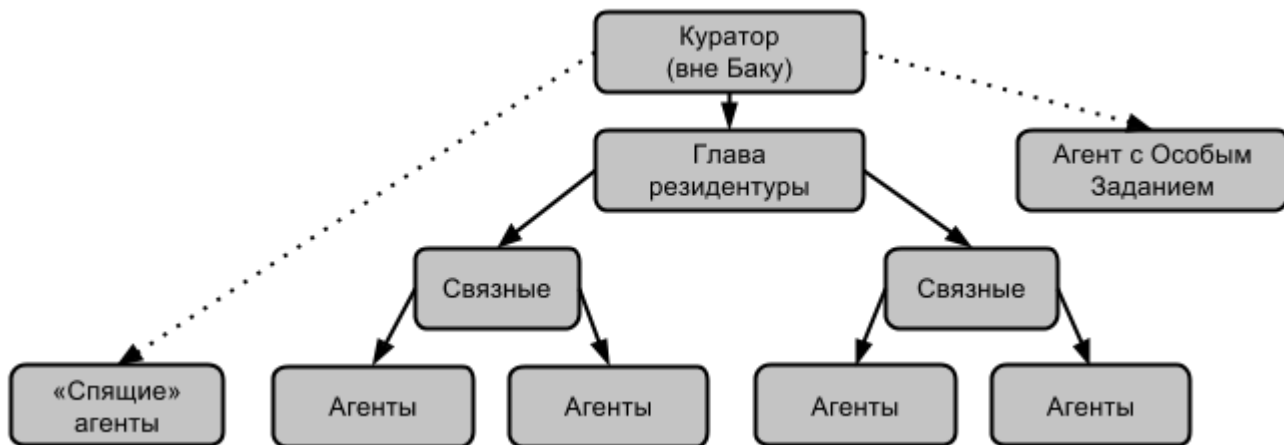 Куратор
(вне Баку)
Глава
резидентуры
Агент с Особым
Заданием
Связные
Связные
«Спящие»
агенты
Агенты
Агенты
Агенты
Агенты